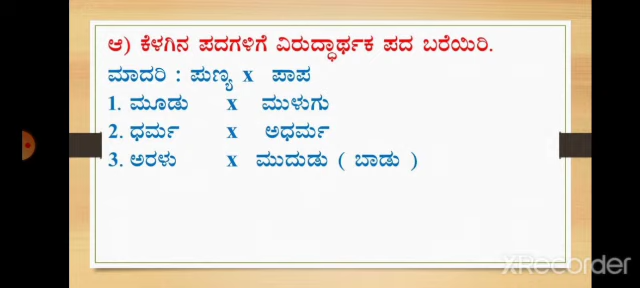 ಆ) ಕೆಳಗಿನ ಪದಗಳಿಗೆ ವಿರುದ್ಧಾರ್ಥಕ ಪದ ಬರೆಯಿರಿ.
ಮಾದರಿ : ಪುಣ್ಯ x ಪಾಪ
1. ಮೂಡು x ಮುಳುಗು
2. ಧರ್ಮ x ಅಧರ್ಮ
3. ಅರಳು x ಮುದುಡು ( ಬಾಡು )
XRecorder